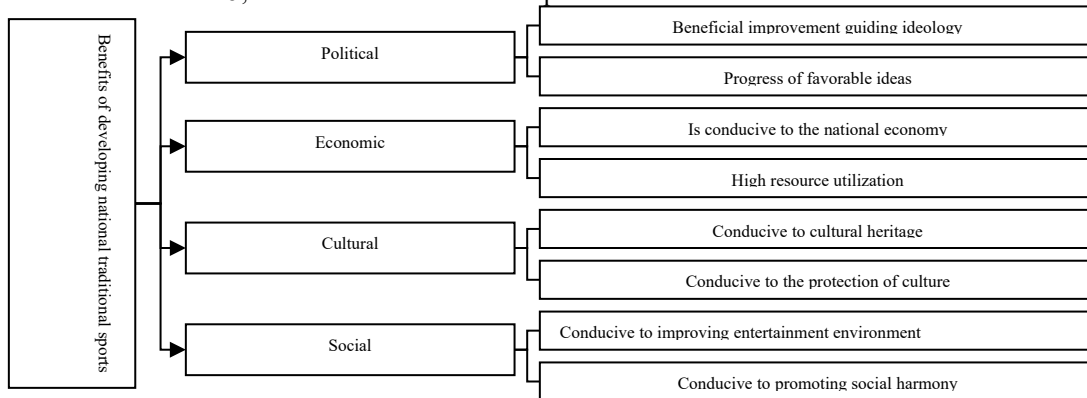 Benefits of developing national traditional sports
Political
Beneficial improvement guiding ideology
Progress of favorable ideas
Economic
Is conducive to the national economy
High resource utilization
Cultural
Conducive to cultural heritage
Conducive to the protection of culture
Social
Conducive to improving entertainment environment
Conducive to promoting social harmony